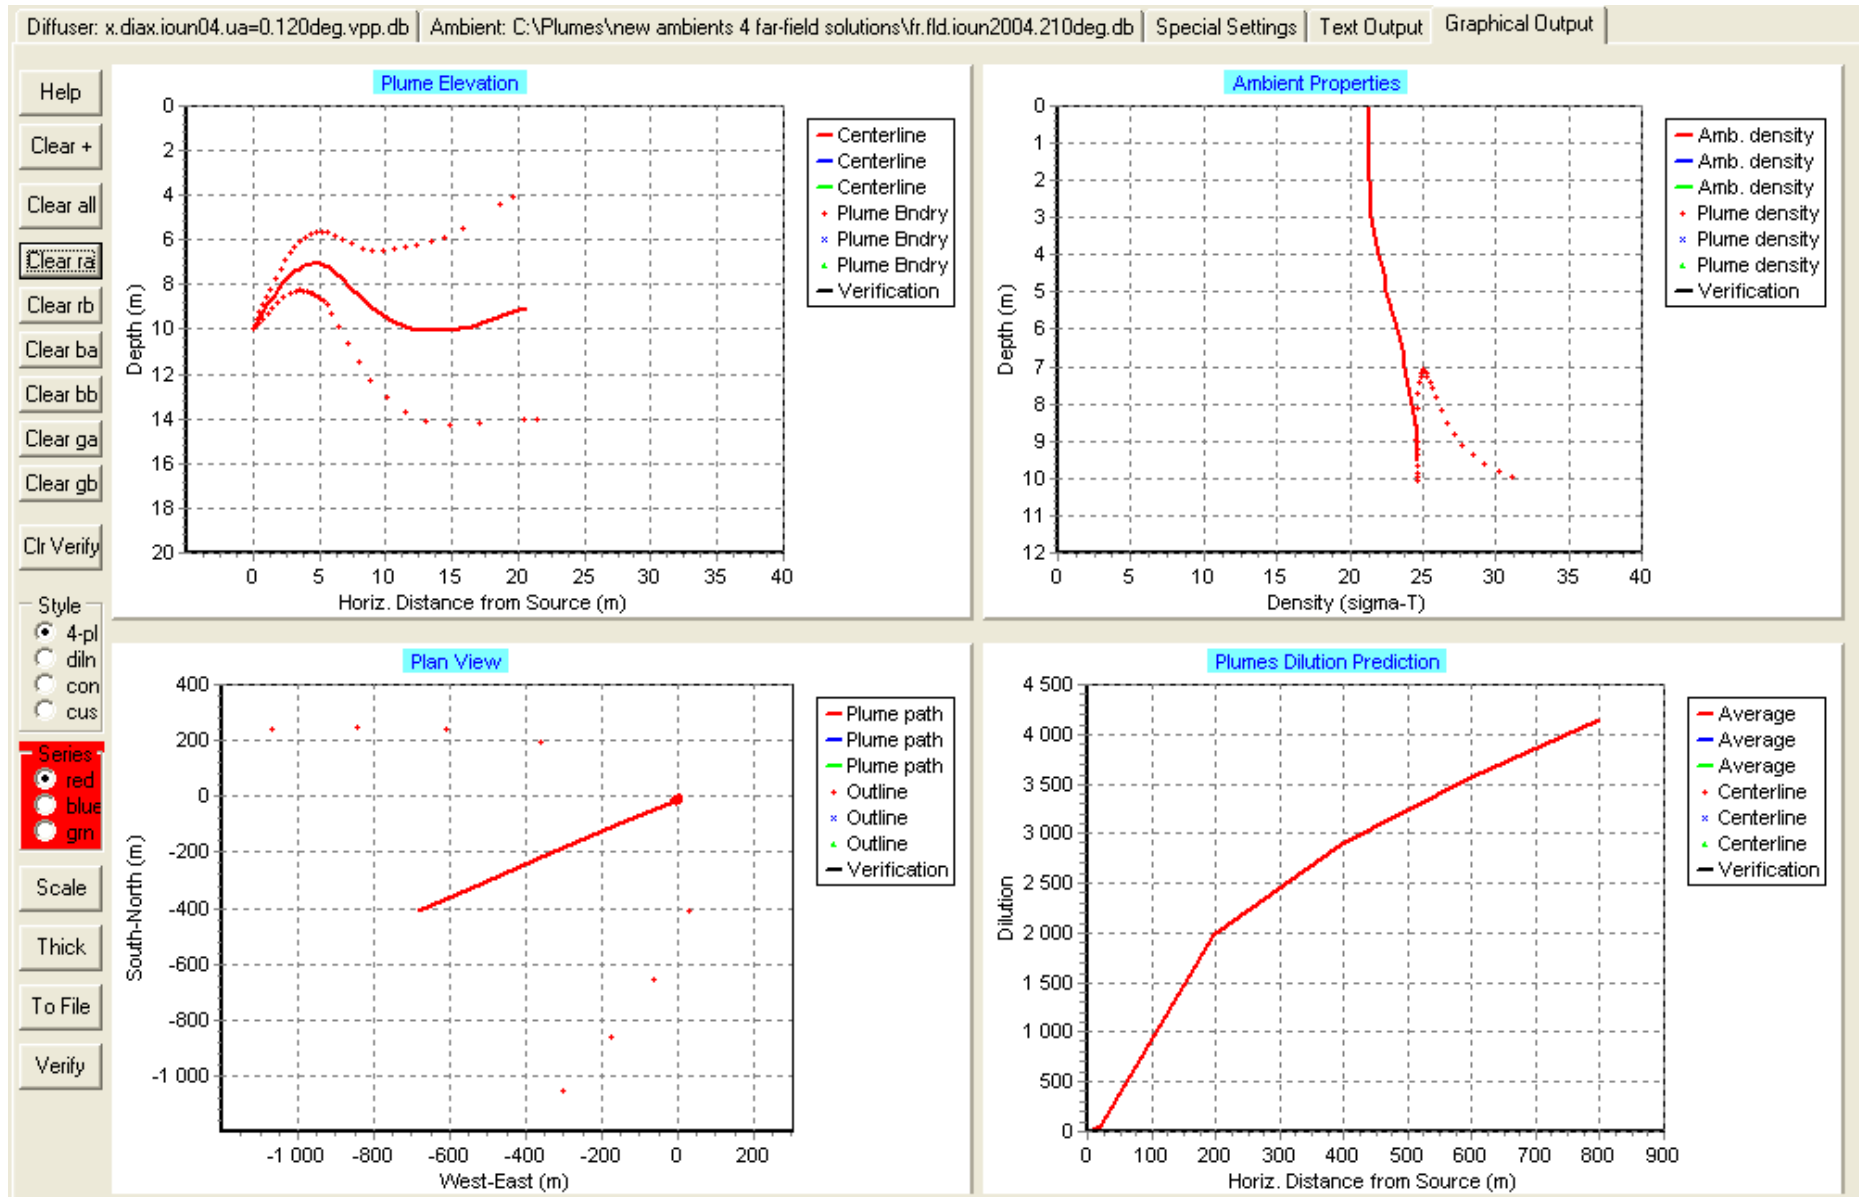 Diffuser: x.diax.ioun04.ua=0.120deg.vpp.db Ambient: C:\Plumes\new ambients 4 far-field solutions\fr.fld.ioun2004.210deg.db Special Settings Text Output Graphical Output
Help
Clear +
Clear all
Clear ra
Clear rb
Clear ba
Clear bb
Clear ga
Clear gb
Clr Verify
Style
4-pl
diln
con
cus
Series
red
blue
grn
Scale
Thick
To File
Verify
Plume Elevation
0
2
4
6
8
10
12
14
16
18
20
Depth (m)
0 5 10 15 20 25 30 35 40
Horiz. Distance from Source (m)
Centerline
Centerline
Centerline
Plume Bndry
Plume Bndry
Plume Bndry
Verification
Ambient Properties
0
1
2
3
4
5
6
7
8
9
10
11
12
Depth (m)
0 5 10 15 20 25 30 35 40
Density (sigma-T)
Amb. density
Amb. density
Amb. density
Plume density
Plume density
Plume density
Verification
Plan View
400
200
0
-200
-400
-600
-800
-1 000
South-North (m)
-1 000 -800 -600 -400 -200 0 200
West-East (m)
Plume path
Plume path
Plume path
Outline
Outline
Outline
Verification
Plumes Dilution Prediction
4 500
4 000
3 500
3 000
2 500
2 000
1 500
1 000
500
0
Dilution
0 100 200 300 400 500 600 700 800 900
Horiz. Distance from Source (m)
Average
Average
Average
Centerline
Centerline
Centerline
Verification